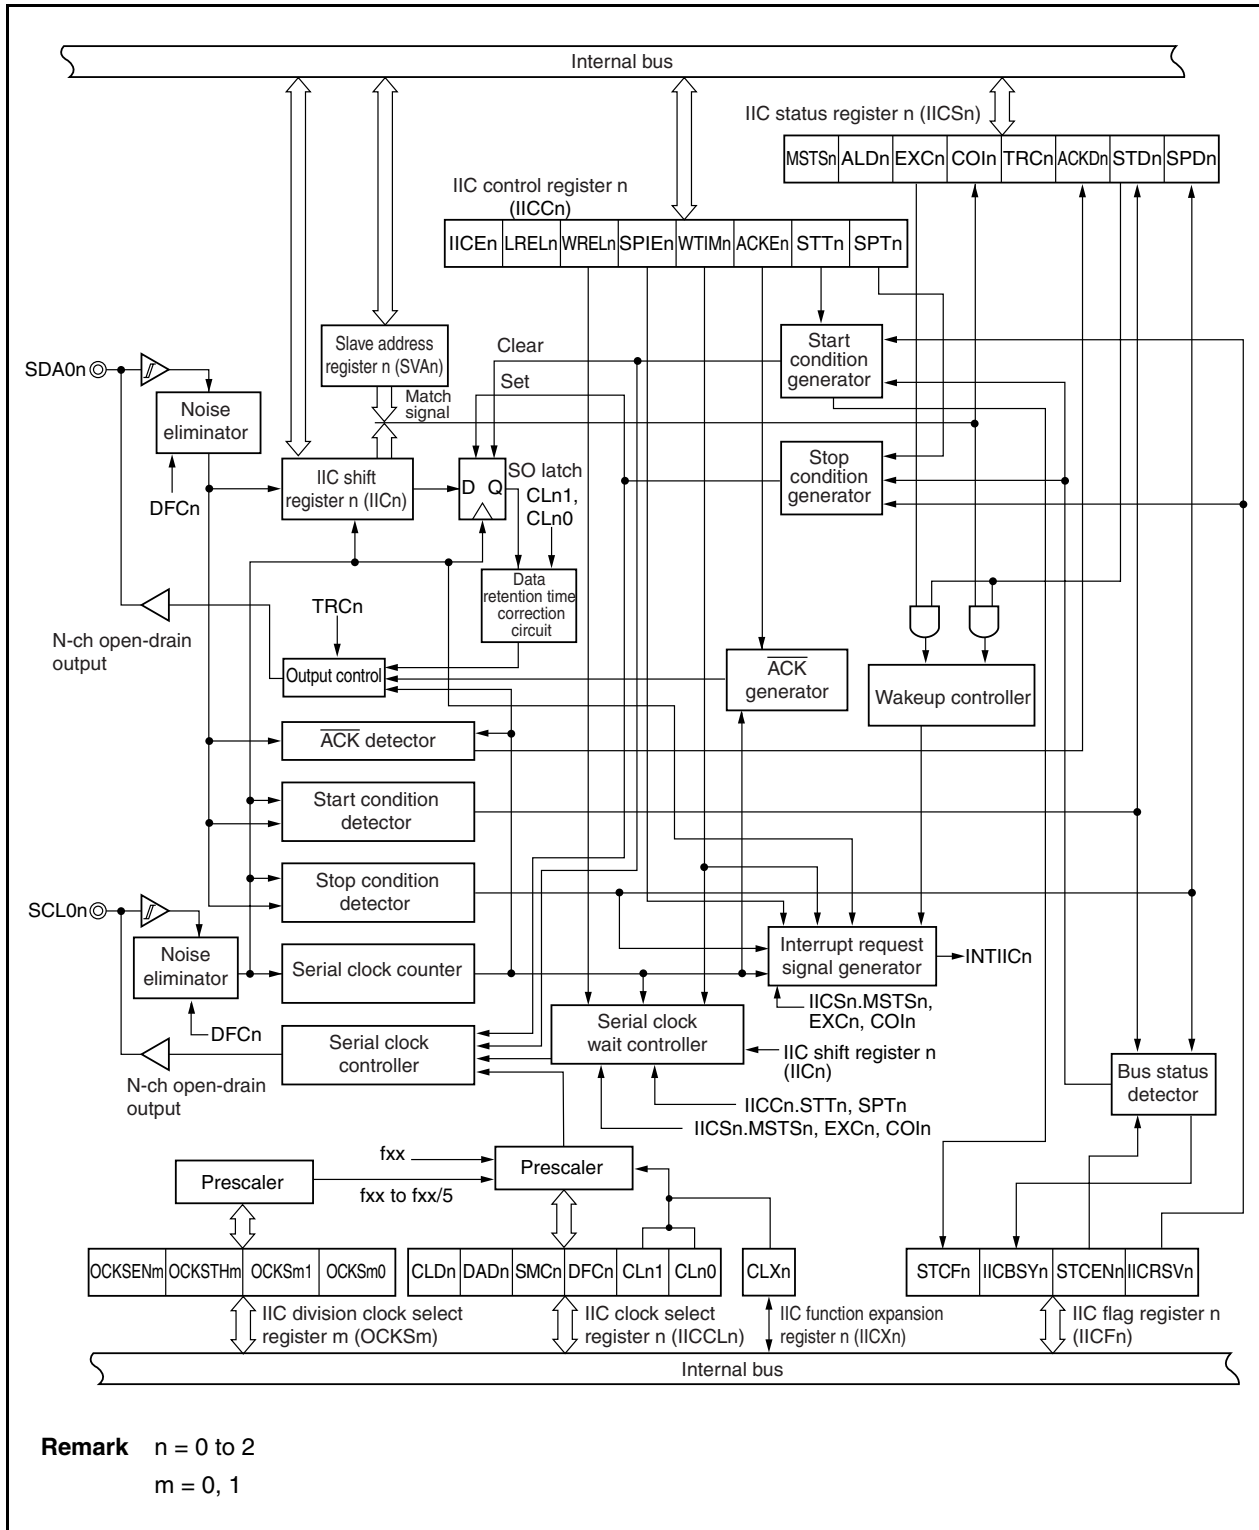 Internal bus
IIC status register n (IICSn)
MSTSn ALDn EXCn COIn TRCn ACKDn STDn SPDn
IIC control register n
(IICCn)
IICEn LRELn WRELn SPIEn WTIMn ACKEn STTn SPTn
Slave address
register n (SVAn)
Clear
Start
condition
generator
SDA0n
Set
Match
signal
Noise
eliminator
DFCn
IIC shift
register n (IICn)
D Q
SO latch
CLn1,
CLn0
Stop
condition
generator
Data
retention time
correction
circuit
TRCn
N-ch open-drain
output
Output control
ACK
generator
Wakeup controller
ACK detector
Start condition
detector
Stop condition
detector
SCL0n
Noise
eliminator
DFCn
Serial clock counter
Interrupt request
signal generator
INTIICn
IICSn.MSTSn,
EXCn, COIn
Serial clock
controller
Serial clock
wait controller
IIC shift register n
(IICn)
N-ch open-drain
output
Bus status
detector
IICCn.STTn, SPTn
IICSn.MSTSn, EXCn, COIn
fxx
Prescaler
Prescaler
fxx to fxx/5
OCKSENm OCKSTHm OCKSm1 OCKSm0
CLDn DADn SMCn DFCn CLn1 CLn0
CLXn
STCFn IICBSYn STCENn IICRSVn
IIC division clock select
register m (OCKSm)
IIC clock select
register n (IICCLn)
IIC function expansion
register n (IICXn)
IIC flag register n
(IICFn)
Internal bus
Remark n = 0 to 2
m = 0, 1